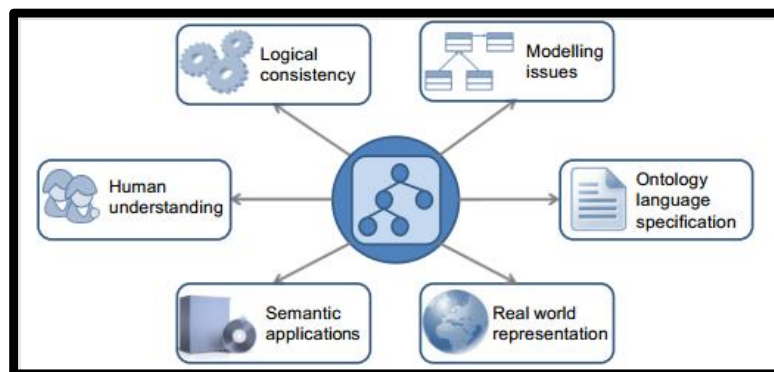 Logical
consistency
Modelling
issues
Human
understanding
Ontology
language
specification
Semantic
applications
Real world
representation